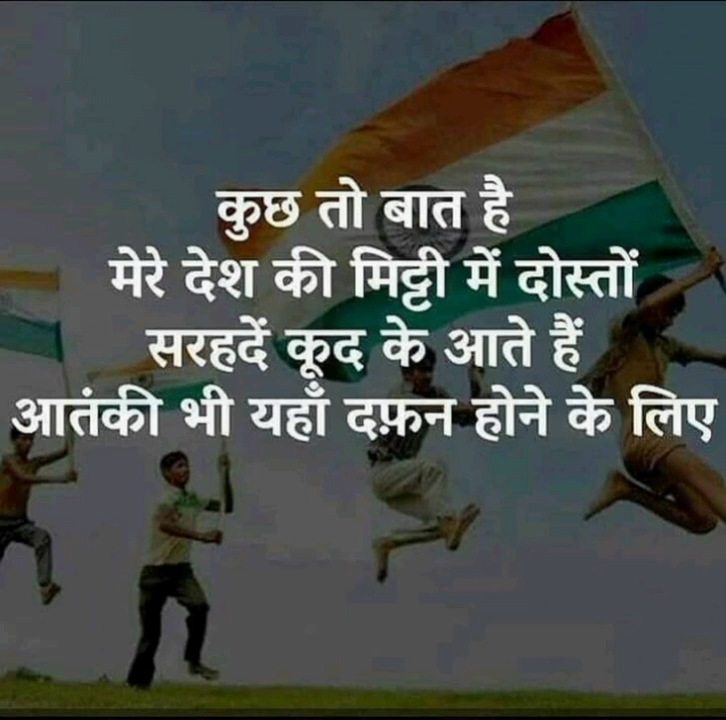 कुछ तो बात है
मेरे देश की मिट्टी में दोस्तों
सरहदें कूद के आते हैं
आतंकी भी यहाँ दफ़न होने के लिए